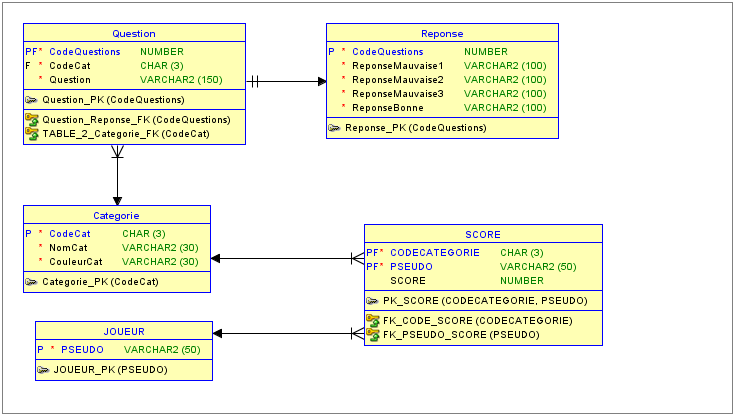 Question
PF* CodeQuestions NUMBER
F * CodeCat CHAR (3)
* Question VARCHAR2 (150)
Question_PK (CodeQuestions)
Question_Reponse_FK (CodeQuestions)
TABLE_2_Categorie_FK (CodeCat)
Reponse
P * CodeQuestions NUMBER
* ReponseMauvaise1 VARCHAR2 (100)
* ReponseMauvaise2 VARCHAR2 (100)
* ReponseMauvaise3 VARCHAR2 (100)
* ReponseBonne VARCHAR2 (100)
Reponse_PK (CodeQuestions)
Categorie
P * CodeCat CHAR (3)
* NomCat VARCHAR2 (30)
* CouleurCat VARCHAR2 (30)
Categorie_PK (CodeCat)
SCORE
PF* CODECATEGORIE CHAR (3)
PF* PSEUDO VARCHAR2 (50)
SCORE NUMBER
PK_SCORE (CODECATEGORIE, PSEUDO)
FK_CODE_SCORE (CODECATEGORIE)
FK_PSEUDO_SCORE (PSEUDO)
JOUEUR
P * PSEUDO VARCHAR2 (50)
JOUEUR_PK (PSEUDO)